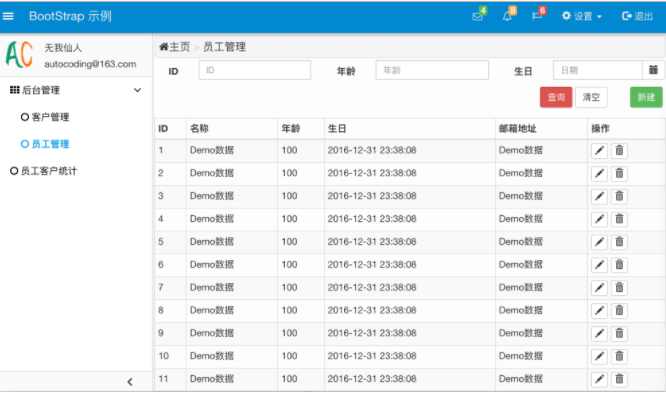 BootStrap 示例 4 8 6 设置 退出
AC 无我仙人
autocoding@163.com
后台管理
客户管理
员工管理
员工客户统计
主页 > 员工管理
ID ID 年龄 年龄 生日 日期
查询 清空 新建
ID 名称 年龄 生日 邮箱地址 操作
1 Demo数据 100 2016-12-31 23:38:08 Demo数据
2 Demo数据 100 2016-12-31 23:38:08 Demo数据
3 Demo数据 100 2016-12-31 23:38:08 Demo数据
4 Demo数据 100 2016-12-31 23:38:08 Demo数据
5 Demo数据 100 2016-12-31 23:38:08 Demo数据
6 Demo数据 100 2016-12-31 23:38:08 Demo数据
7 Demo数据 100 2016-12-31 23:38:08 Demo数据
8 Demo数据 100 2016-12-31 23:38:08 Demo数据
9 Demo数据 100 2016-12-31 23:38:08 Demo数据
10 Demo数据 100 2016-12-31 23:38:08 Demo数据
11 Demo数据 100 2016-12-31 23:38:08 Demo数据